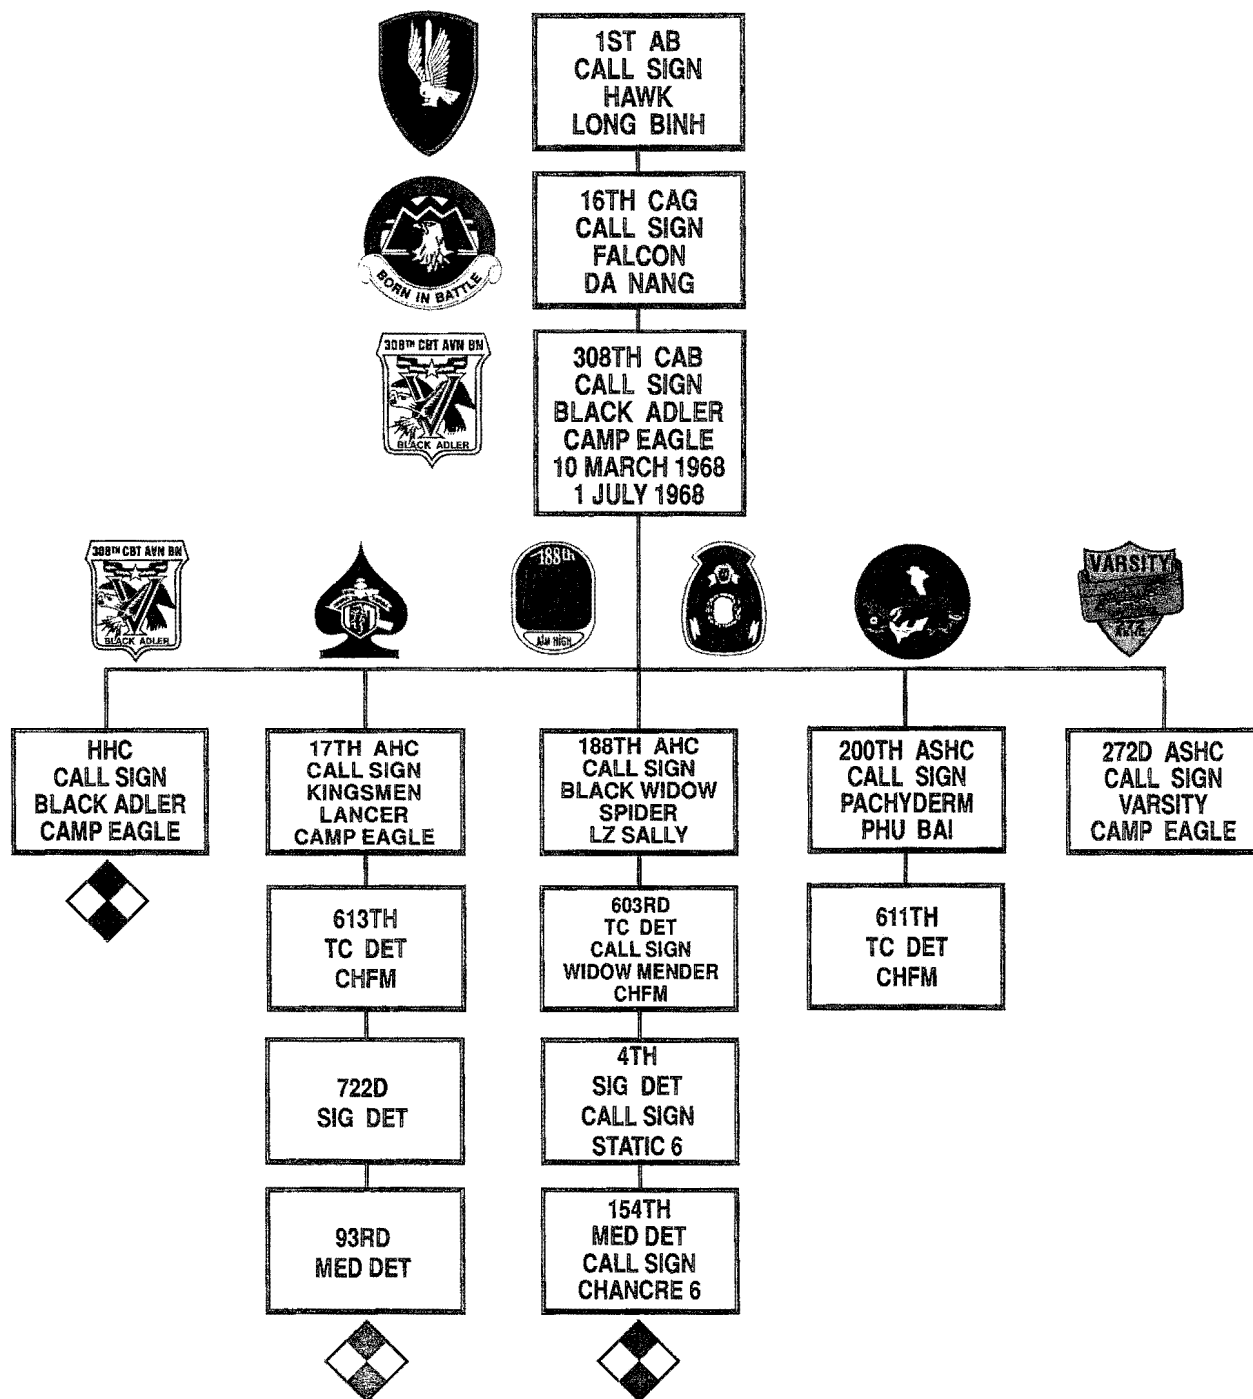 1ST AB
CALL SIGN
HAWK
LONG BINH
BORN IN BATTLE
16TH CAG
CALL SIGN
FALCON
DA NANG
308TH CBT AVN BN
BLACK ADLER
308TH CAB
CALL SIGN
BLACK ADLER
CAMP EAGLE
10 MARCH 1968
1 JULY 1968
308TH CBT AVN BN
BLACK ADLER
188th
AIM HIGH
VARSITY
HHC
CALL SIGN
BLACK ADLER
CAMP EAGLE
17TH AHC
CALL SIGN
KINGSMEN
LANCER
CAMP EAGLE
188TH AHC
CALL SIGN
BLACK WIDOW
SPIDER
LZ SALLY
200TH ASHC
CALL SIGN
PACHYDERM
PHU BAI
272D ASHC
CALL SIGN
VARSITY
CAMP EAGLE
613TH
TC DET
CHFM
603RD
TC DET
CALL SIGN
WIDOW MENDER
CHFM
611TH
TC DET
CHFM
722D
SIG DET
4TH
SIG DET
CALL SIGN
STATIC 6
93RD
MED DET
154TH
MED DET
CALL SIGN
CHANCRE 6